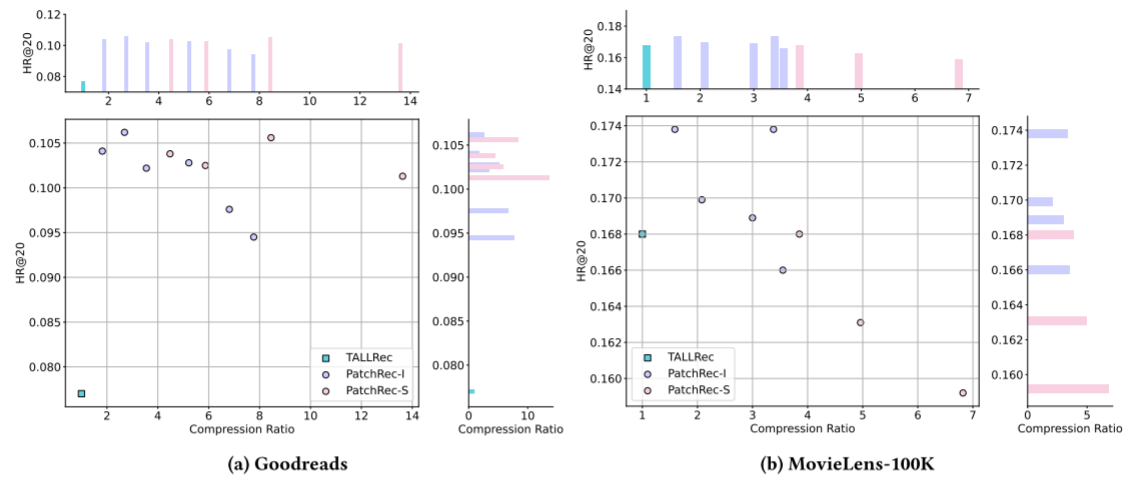 0.12
0.10
0.08
HR@20
2 4 6 8 10 12 14
0.105
0.100
0.095
0.090
0.085
0.080
HR@20
TALLRec
PatchRec-I
PatchRec-S
2 4 6 8 10 12 14
Compression Ratio
0.105
0.100
0.095
0.090
0.085
0.080
0 10
Compression Ratio
(a) Goodreads
0.18
0.16
0.14
HR@20
1 2 3 4 5 6 7
0.174
0.172
0.170
0.168
0.166
0.164
0.162
0.160
HR@20
TALLRec
PatchRec-I
PatchRec-S
1 2 3 4 5 6 7
Compression Ratio
0.174
0.172
0.170
0.168
0.166
0.164
0.162
0.160
0 5
Compression Ratio
(b) MovieLens-100K